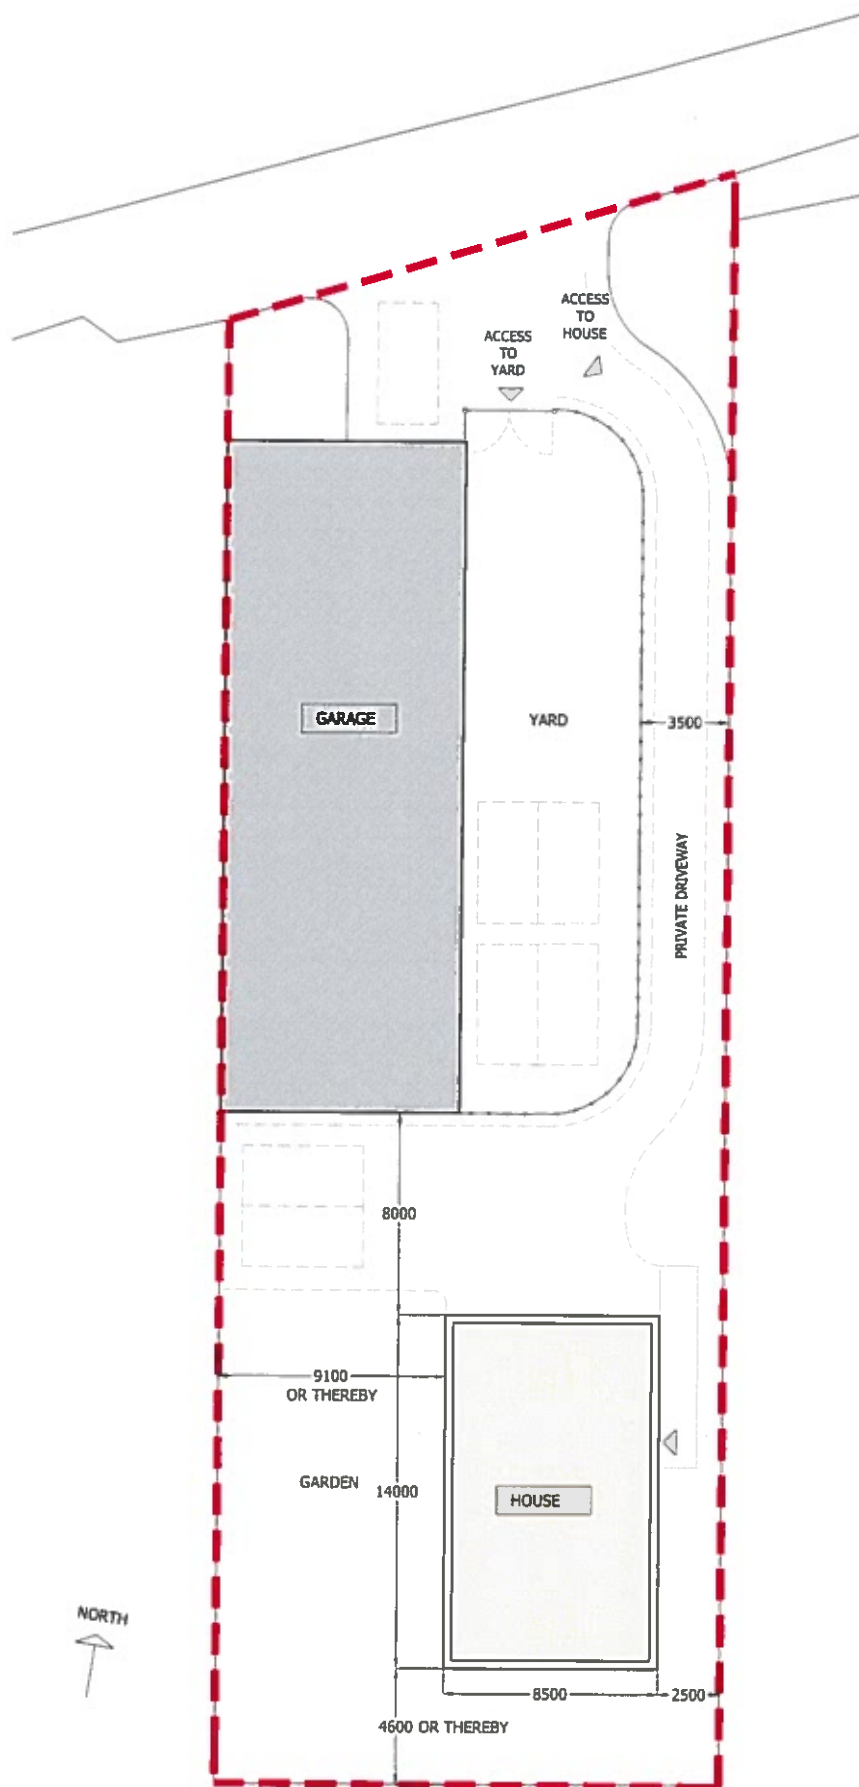 ACCESS
TO
HOUSE
ACCESS
TO
YARD
GARAGE
YARD
3500
PRIVATE DRIVEWAY
8000
9100
OR THEREBY
GARDEN
14000
HOUSE
NORTH
8500
2500
4600 OR THEREBY